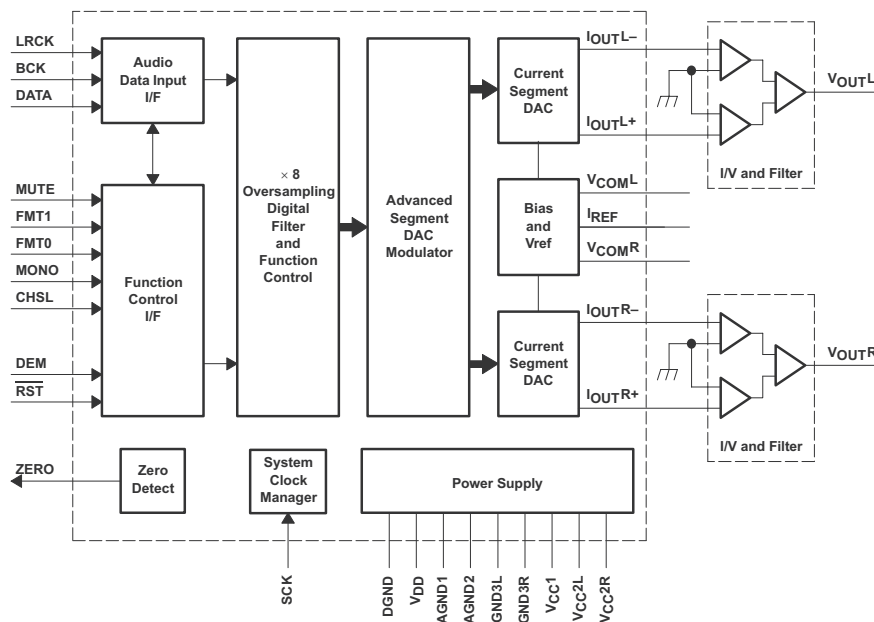 LRCK
BCK
DATA
Audio
Data Input
I/F
MUTE
FMT1
FMT0
MONO
CHSL
DEM
RST
Function
Control
I/F
× 8
Oversampling
Digital
Filter
and
Function
Control
Advanced
Segment
DAC
Modulator
Current
Segment
DAC
IOUTL–
IOUTL+
VOUTL
I/V and Filter
Bias
and
Vref
VCOML
IREF
VCOMR
Current
Segment
DAC
IOUTR–
IOUTR+
VOUTR
I/V and Filter
ZERO
Zero
Detect
System
Clock
Manager
Power Supply
SCK
DGND
VDD
AGND1
AGND2
GND3L
GND3R
VCC1
VCC2L
VCC2R